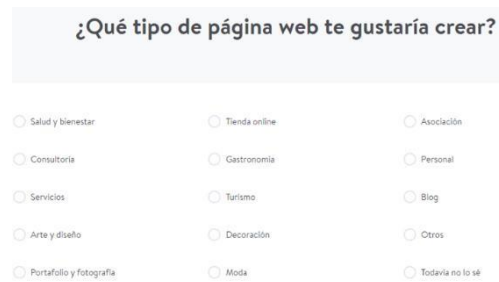 ¿Qué tipo de página web te gustaría crear?
Salud y bienestar
Tienda online
Asociación
Consultoría
Gastronomía
Personal
Servicios
Turismo
Blog
Arte y diseño
Decoración
Otros
Portafolio y fotografía
Moda
Todavía no lo sé